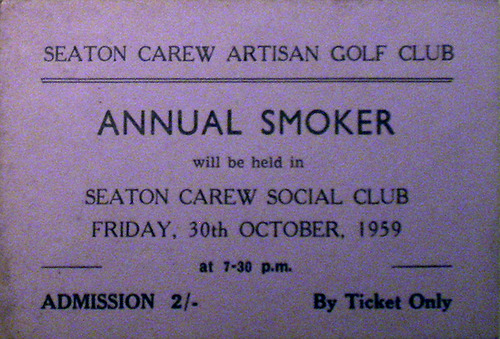 SEATON CAREW ARTISAN GOLF CLUB
ANNUAL SMOKER
will be held in
SEATON CAREW SOCIAL CLUB
FRIDAY, 30th OCTOBER, 1959
at 7-30 p.m.
ADMISSION 2/- By Ticket Only